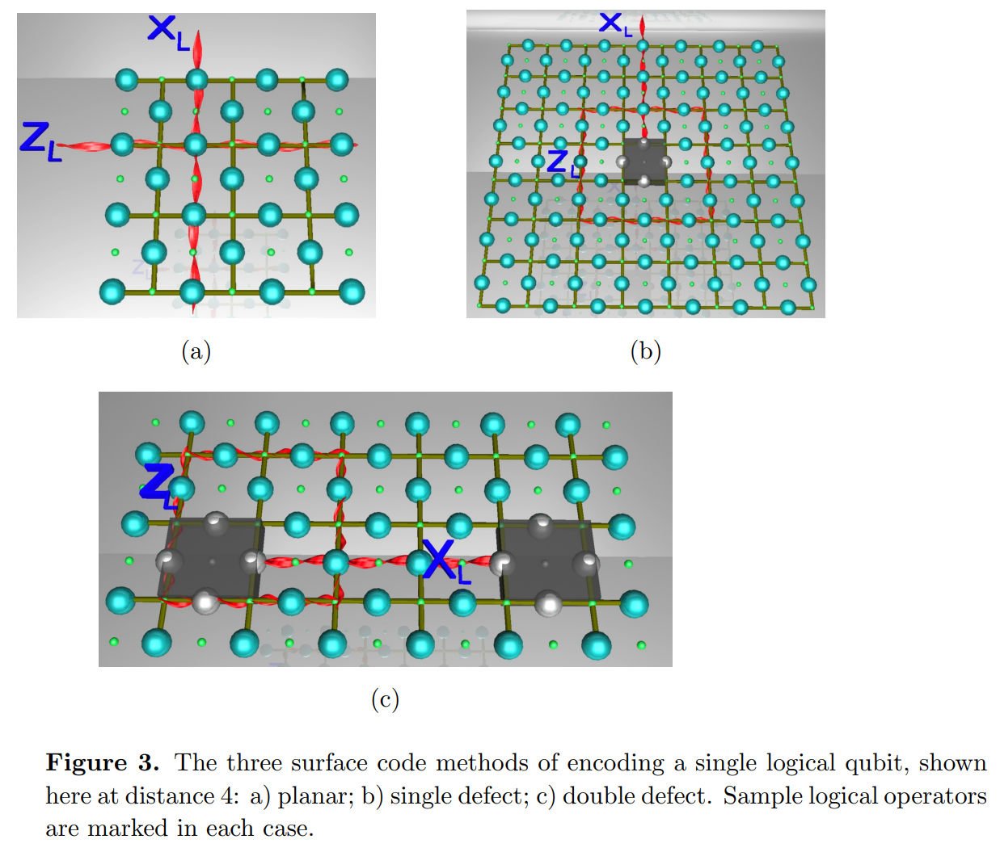 X_L
Z_L
(a)
X_L
Z_L
(b)
Z_L
X_L
(c)
Figure 3. The three surface code methods of encoding a single logical qubit, shown
here at distance 4: a) planar; b) single defect; c) double defect. Sample logical operators
are marked in each case.